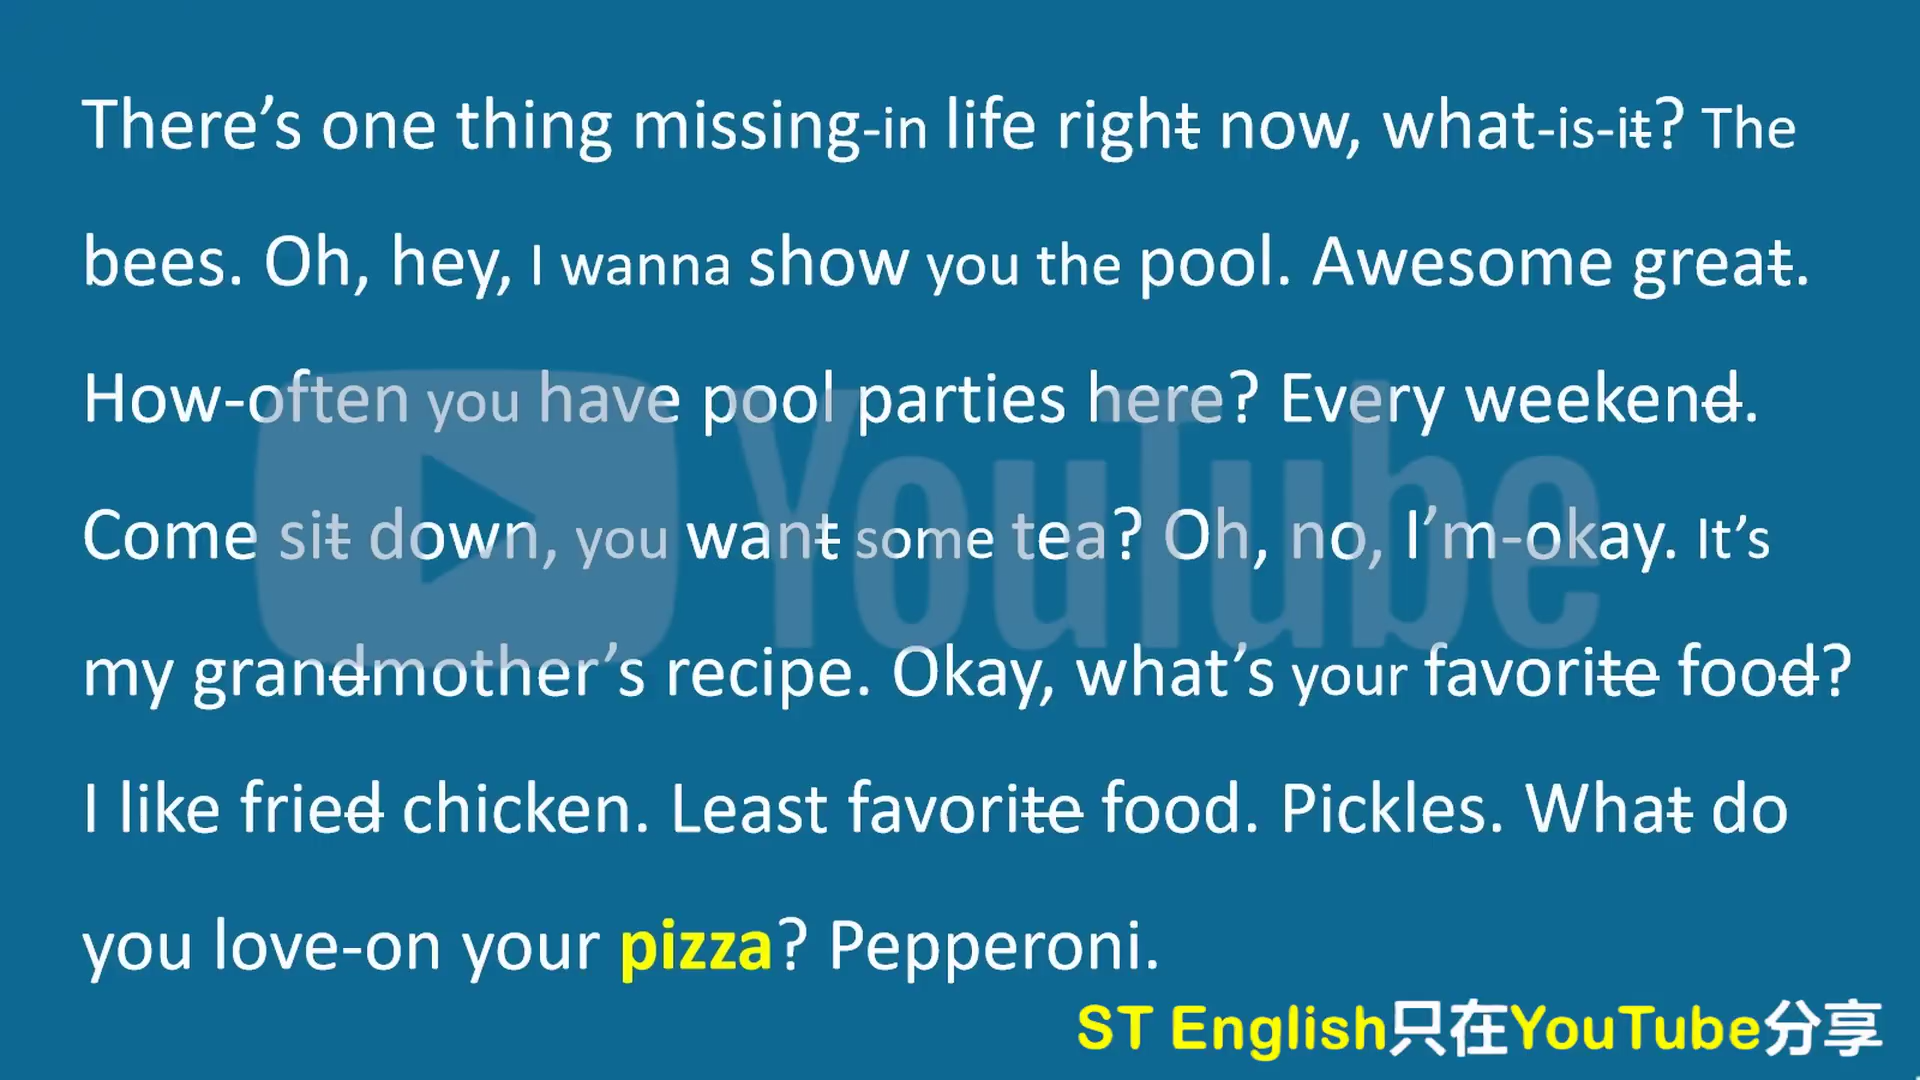 There’s one thing missing-in life right now, what-is-it? The
bees. Oh, hey, I wanna show you the pool. Awesome great.
How-often you have pool parties here? Every weekend.
Come sit down, you want some tea? Oh, no, I’m-okay. It’s
my grandmother’s recipe. Okay, what’s your favorite food?
I like fried chicken. Least favorite food. Pickles. What do
you love-on your pizza? Pepperoni.
YouTube
ST English只在YouTube分享